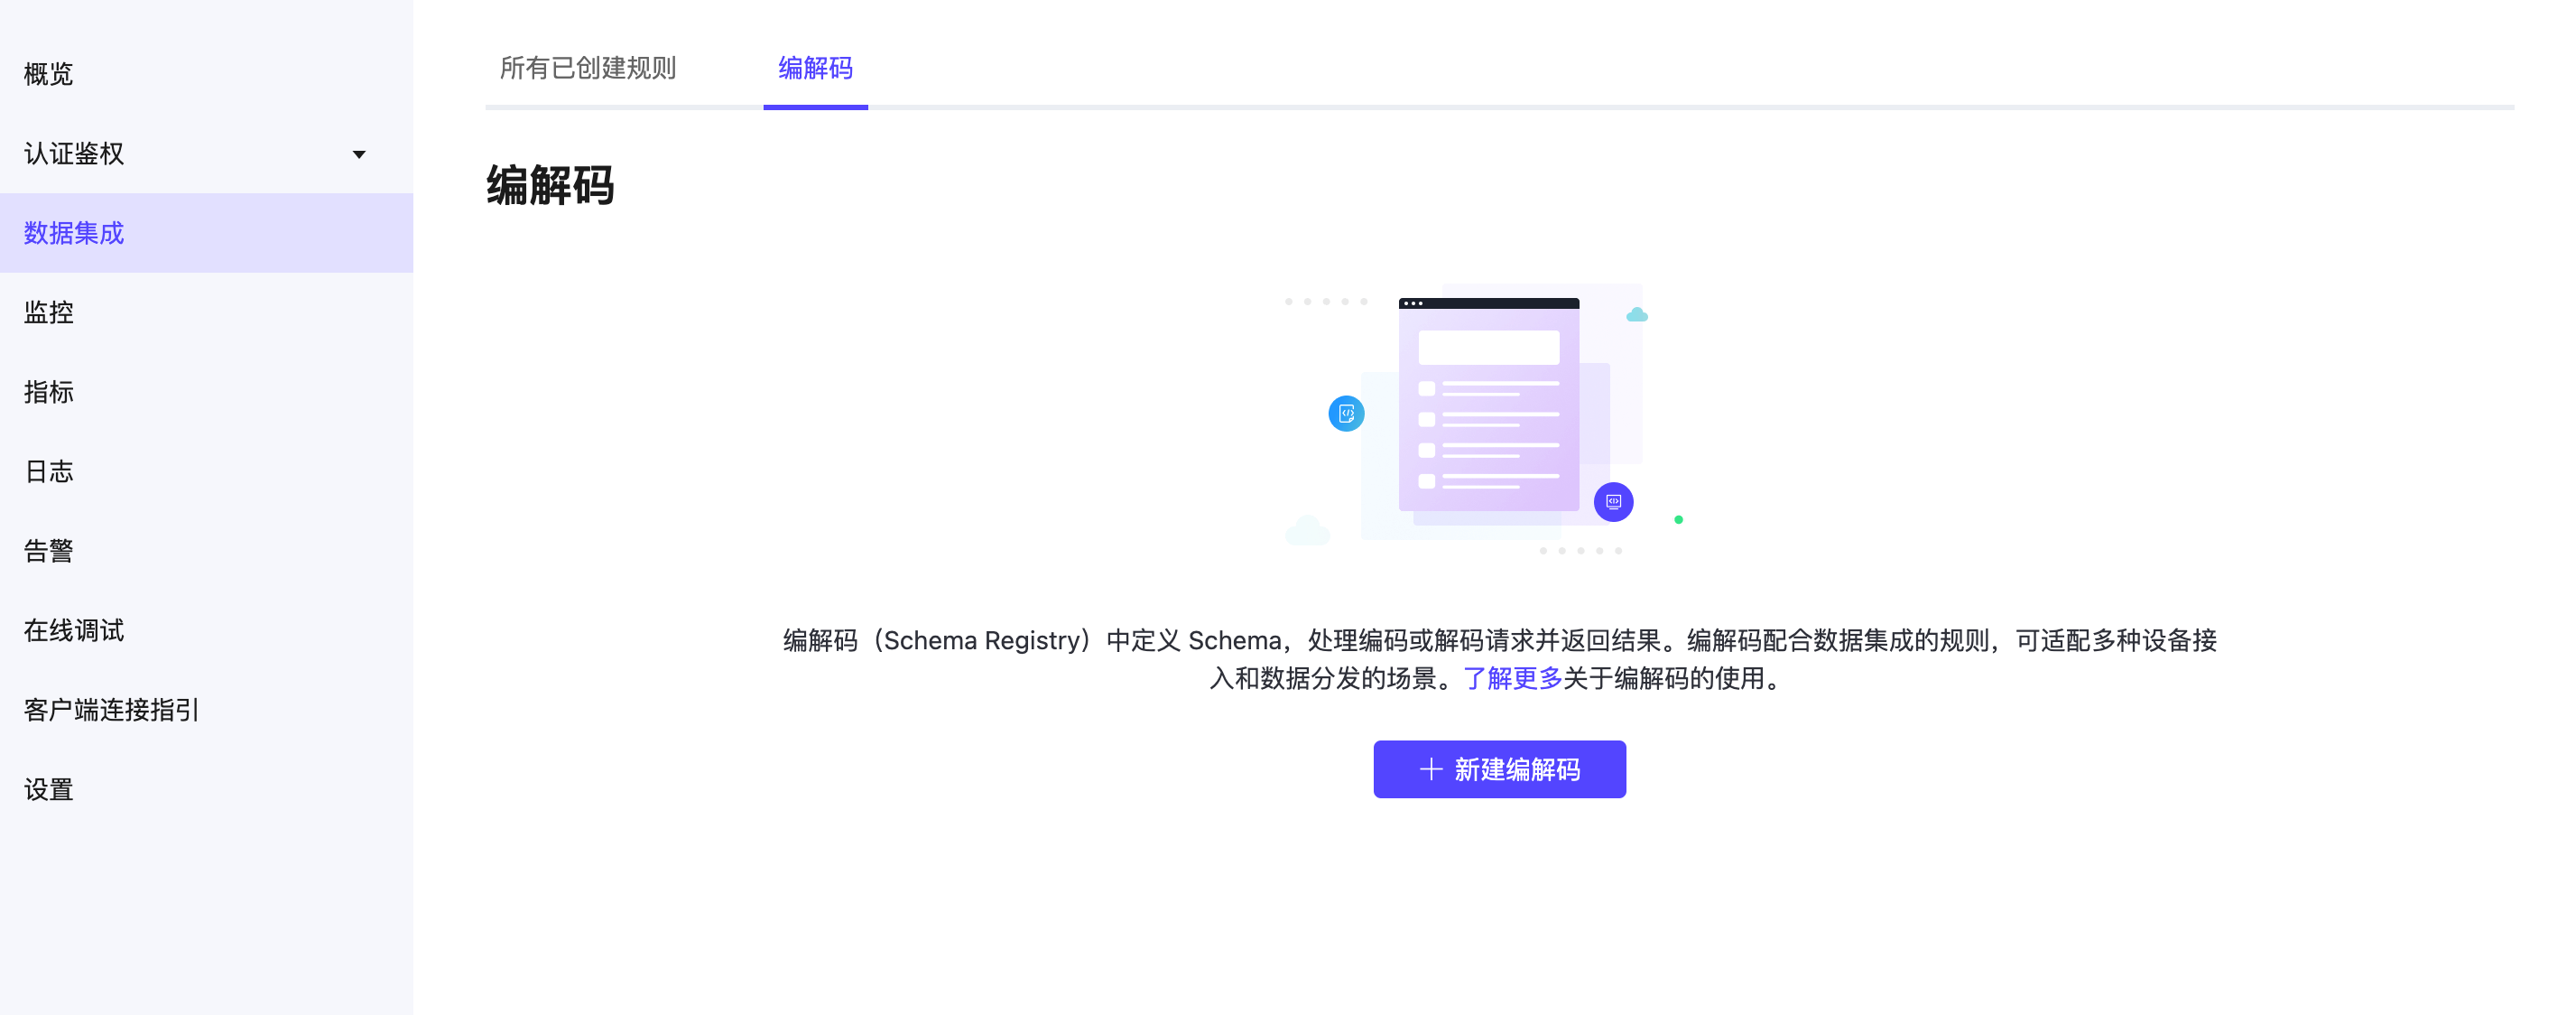 概览
认证鉴权
数据集成
监控
指标
日志
告警
在线调试
客户端连接指引
设置
所有已创建规则
编解码
编解码
编解码（Schema Registry）中定义 Schema，处理编码或解码请求并返回结果。编解码配合数据集成的规则，可适配多种设备接
入和数据分发的场景。了解更多关于编解码的使用。
新建编解码